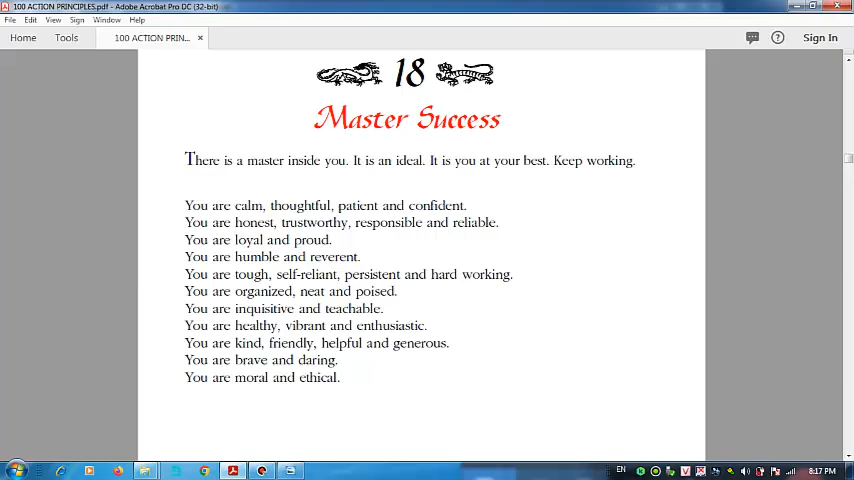 100 ACTION PRINCIPLES.pdf - Adobe Acrobat Pro DC (32-bit)
File Edit View Sign Window Help
Home Tools 100 ACTION PRIN... × Sign In
18
Master Success
There is a master inside you. It is an ideal. It is you at your best. Keep working.
You are calm, thoughtful, patient and confident.
You are honest, trustworthy, responsible and reliable.
You are loyal and proud.
You are humble and reverent.
You are tough, self-reliant, persistent and hard working.
You are organized, neat and poised.
You are inquisitive and teachable.
You are healthy, vibrant and enthusiastic.
You are kind, friendly, helpful and generous.
You are brave and daring.
You are moral and ethical.
EN 8:17 PM